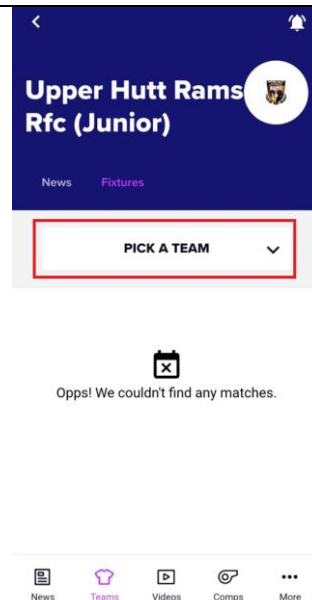 Upper Hutt Rams
Rfc (Junior)
News Fixtures
PICK A TEAM
Opps! We couldn't find any matches.
News Teams Videos Comps More